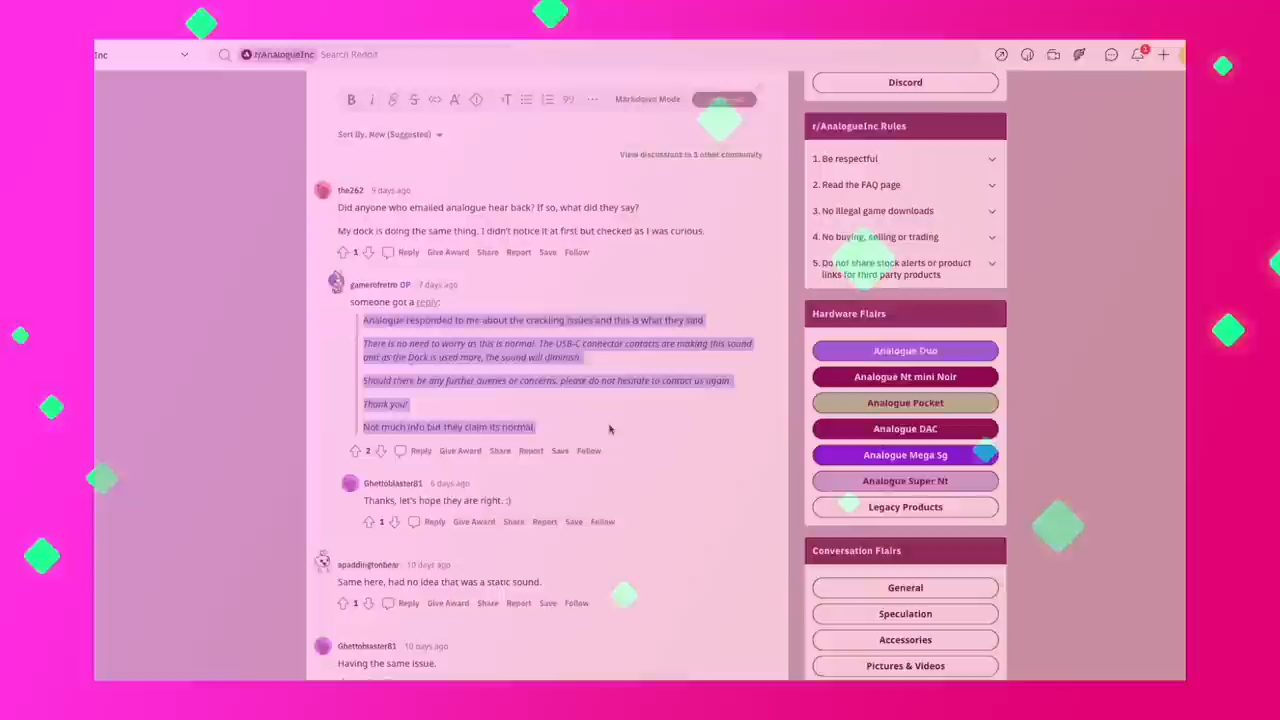 Inc
r/AnalogueInc Search Reddit
1
Markdown Mode
Sort By: New (Suggested)
View discussion in 1 other community
the262 9 days ago
Did anyone who emailed analogue hear back? If so, what did they say?
My dock is doing the same thing. I didn't notice it at first but checked as I was curious.
1 Reply Give Award Share Report Save Follow
gamerofretro OP 7 days ago
someone got a reply:
Analogue responded to me about the crackling issues and this is what they said
There is no need to worry as this is normal. The USB-C connector contacts are making this sound
and as the Dock is used more, the sound will diminish.
Should there be any further queries or concerns, please do not hesitate to contact us again
Thank you!
Not much info but they claim its normal.
2 Reply Give Award Share Report Save Follow
Ghettoblaster81 6 days ago
Thanks, let's hope they are right. :)
1 Reply Give Award Share Report Save Follow
apaddingtonbear 10 days ago
Same here, had no idea that was a static sound.
1 Reply Give Award Share Report Save Follow
Ghettoblaster81 10 days ago
Having the same issue.
Discord
r/AnalogueInc Rules
1. Be respectful
2. Read the FAQ page
3. No illegal game downloads
4. No buying, selling or trading
5. Do not share stock alerts or product
links for third party products
Hardware Flairs
Analogue Duo
Analogue Nt mini Noir
Analogue Pocket
Analogue DAC
Analogue Mega Sg
Analogue Super Nt
Legacy Products
Conversation Flairs
General
Speculation
Accessories
Pictures & Videos